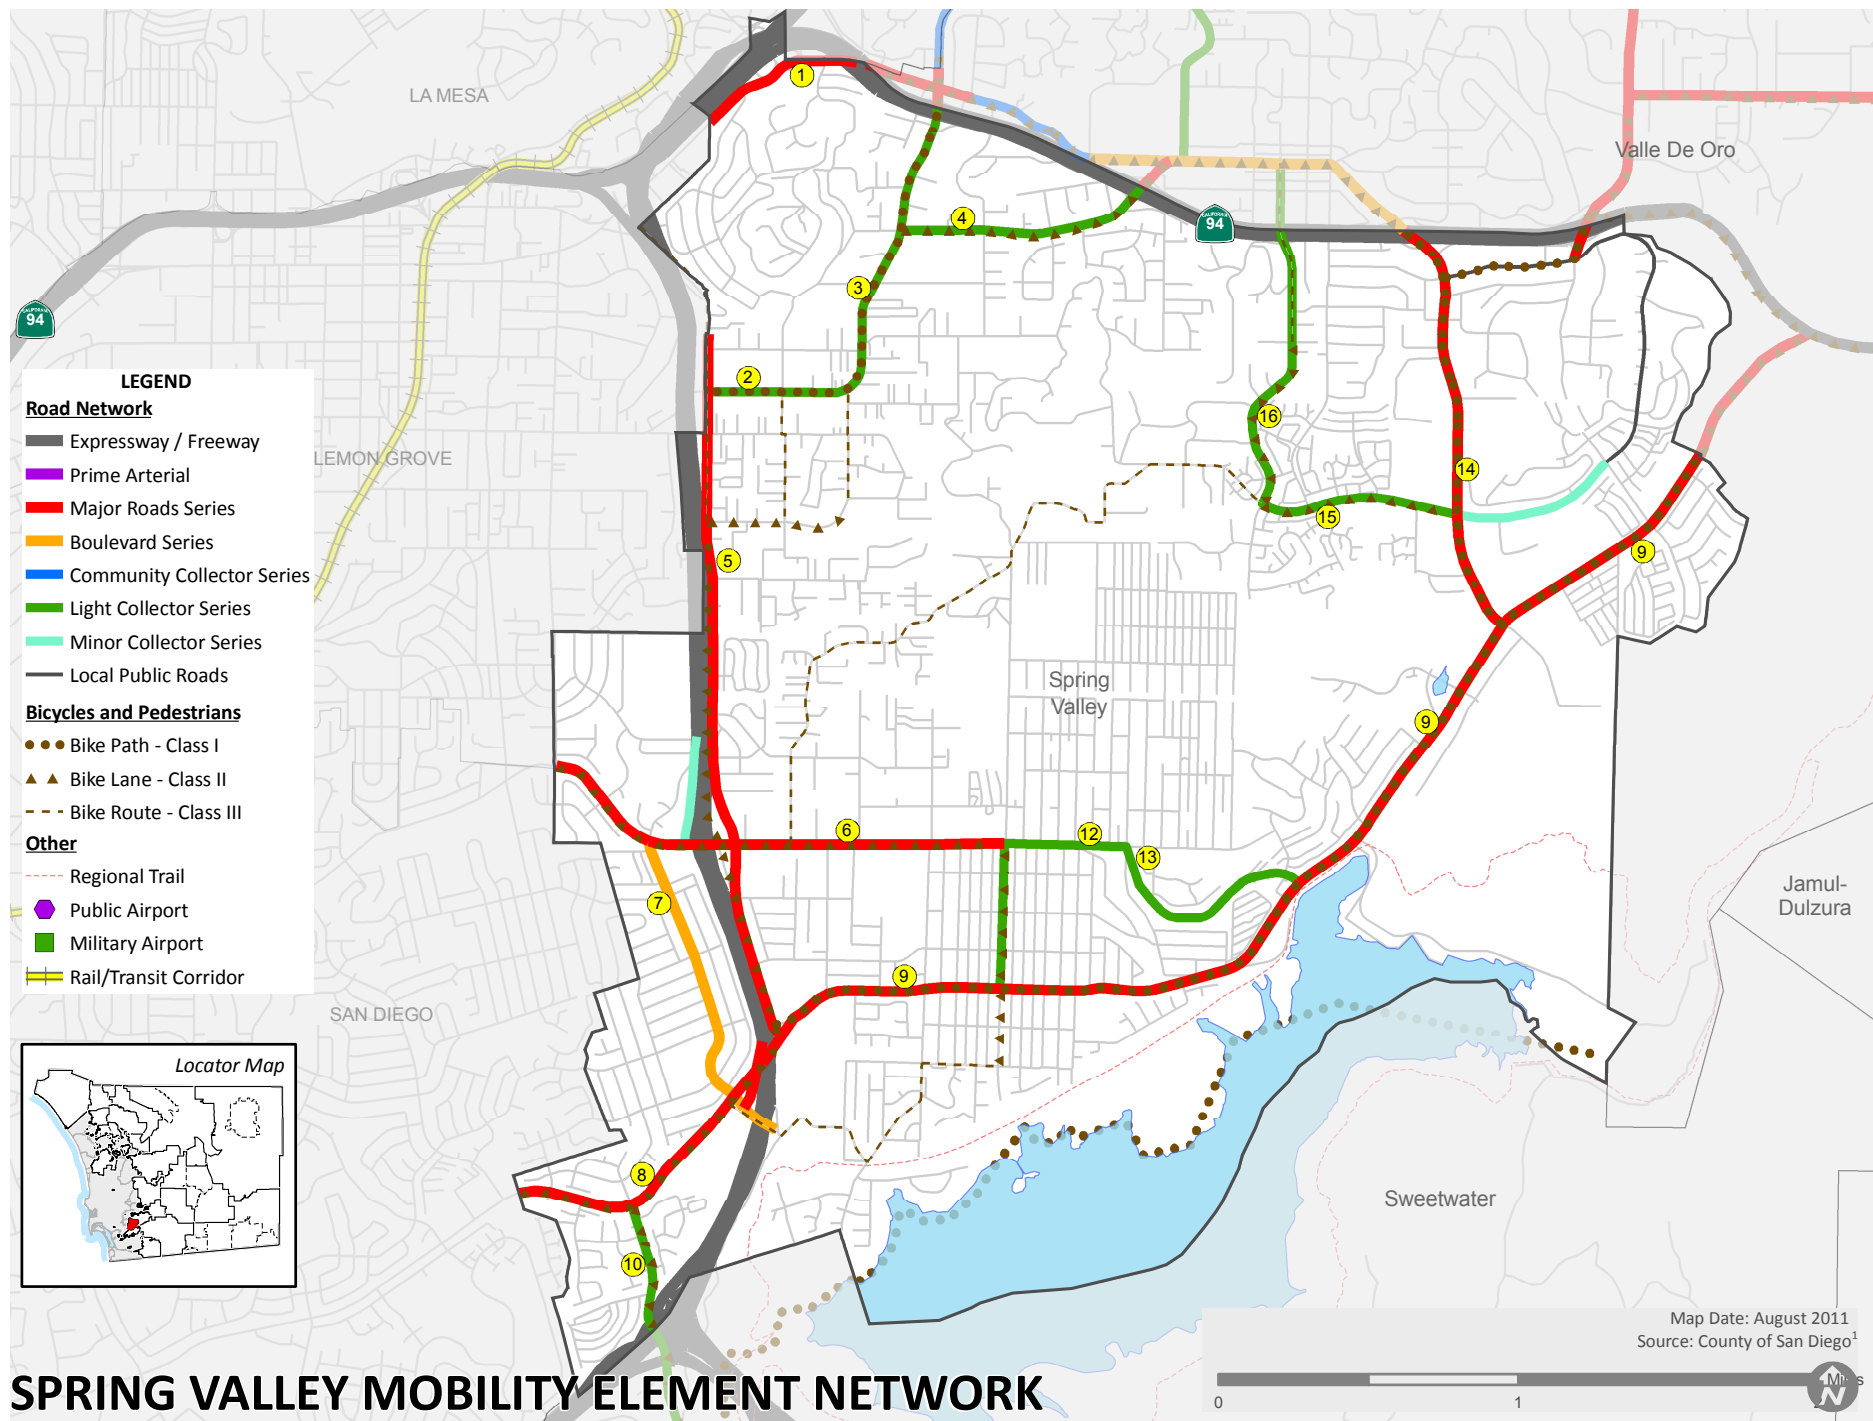 1
LA MESA
Valle De Oro
4
94
94
3
2
LEGEND
Road Network
Expressway / Freeway
Prime Arterial
Major Roads Series
Boulevard Series
Community Collector Series
Light Collector Series
Minor Collector Series
Local Public Roads
Bicycles and Pedestrians
Bike Path - Class I
Bike Lane - Class II
Bike Route - Class III
Other
Regional Trail
Public Airport
Military Airport
Rail/Transit Corridor
16
LEMON GROVE
14
15
9
5
Spring
Valley
9
6
12
13
7
Jamul-
Dulzura
9
SAN DIEGO
Locator Map
8
Sweetwater
10
Map Date: August 2011
Source: County of San Diego1
Miles
0 1
N
SPRING VALLEY MOBILITY ELEMENT NETWORK